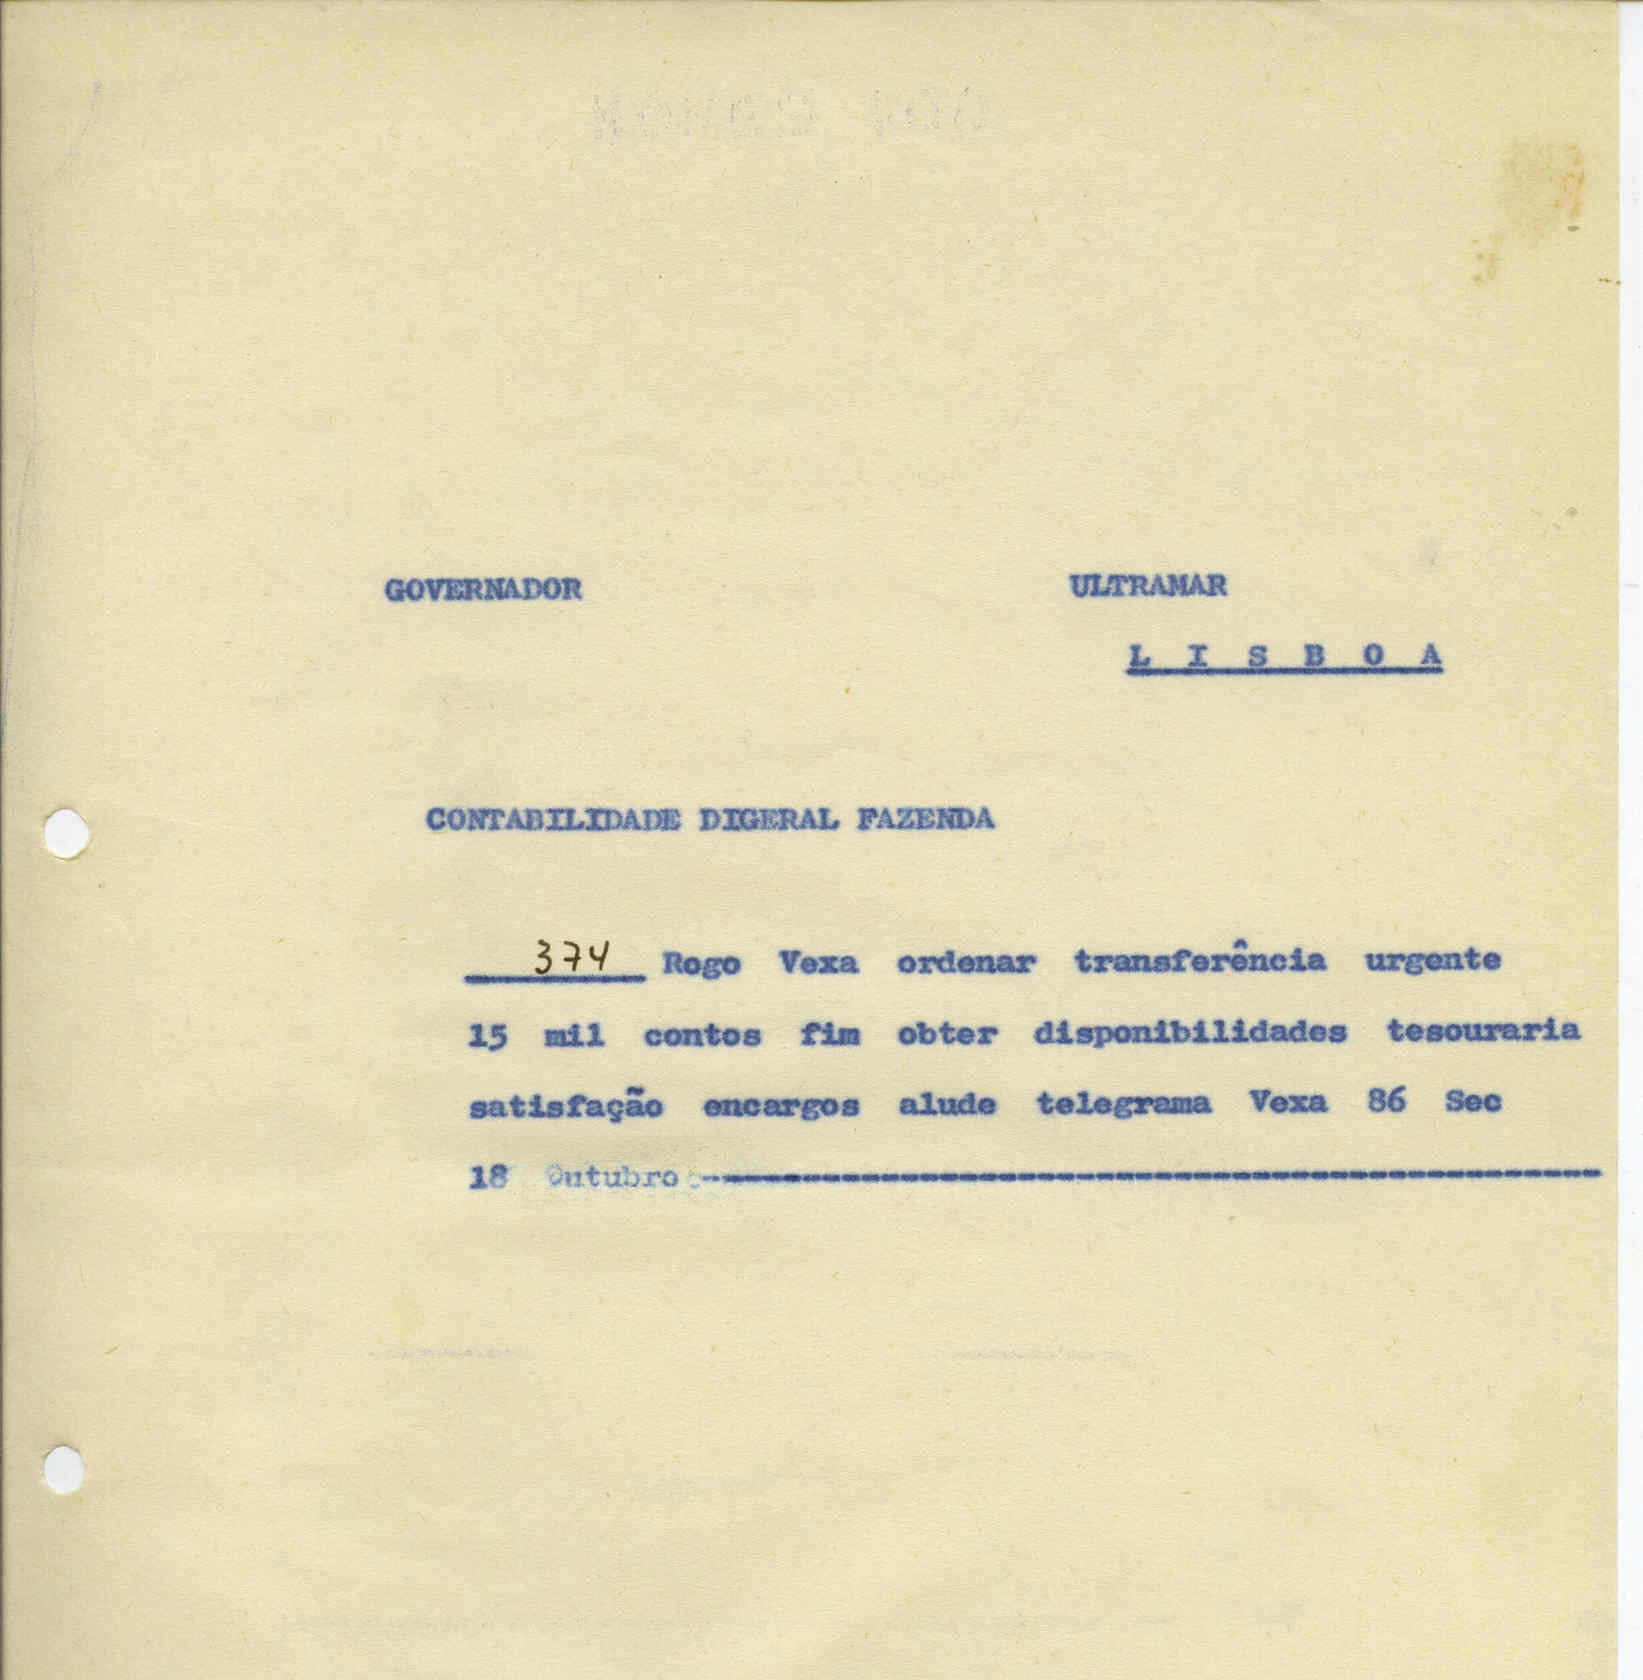 GOVERNADOR ULTRAMAR
L I S B O A
CONTABILIDADE DIGERAL FAZENDA
374 Rogo Vexa ordenar transferência urgente
15 mil contos fim obter disponibilidades tesouraria
satisfação encargos alude telegrama Vexa 86 Sec
18 Outubro